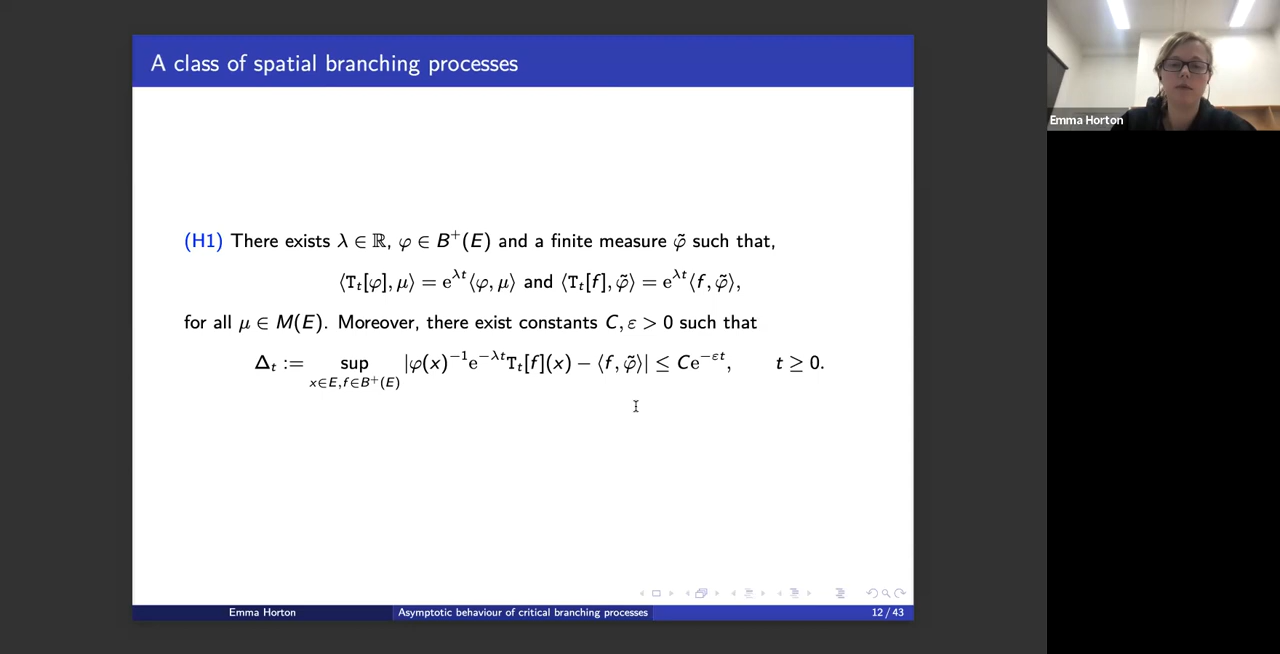 A class of spatial branching processes
Emma Horton
(H1) There exists λ ∈ ℝ, φ ∈ B⁺(E) and a finite measure φ̃ such that,
⟨T_t[φ], μ⟩ = e^{λt}⟨φ, μ⟩ and ⟨T_t[f], φ̃⟩ = e^{λt}⟨f, φ̃⟩,
for all μ ∈ M(E). Moreover, there exist constants C, ε > 0 such that
Δ_t := sup_{x∈E, f∈B⁺(E)} |φ(x)^{-1}e^{-λt}T_t[f](x) − ⟨f, φ̃⟩| ≤ Ce^{-εt}, t ≥ 0.
Emma Horton Asymptotic behaviour of critical branching processes 12 / 43